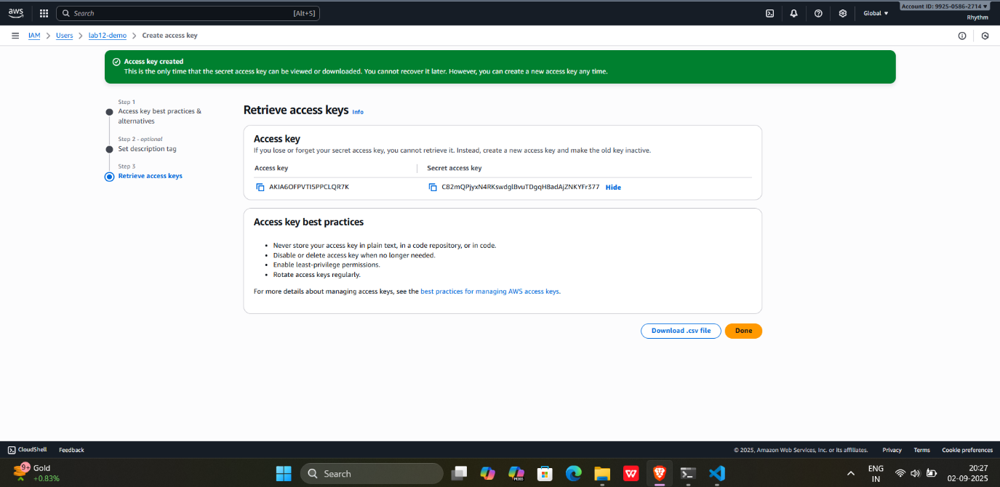 aws
Search [Alt+S]
Global
Account ID: 9925-0586-2714
Rhythm
IAM > Users > lab12-demo > Create access key
Access key created
This is the only time that the secret access key can be viewed or downloaded. You cannot recover it later. However, you can create a new access key any time.
Step 1
Access key best practices &
alternatives
Step 2 - optional
Set description tag
Step 3
Retrieve access keys
Retrieve access keys Info
Access key
If you lose or forget your secret access key, you cannot retrieve it. Instead, create a new access key and make the old key inactive.
Access key Secret access key
AKIA6OFPVTI5PPCLQR7K Hide
Access key best practices
• Never store your access key in plain text, in a code repository, or in code.
• Disable or delete access key when no longer needed.
• Enable least-privilege permissions.
• Rotate access keys regularly.
For more details about managing access keys, see the best practices for managing AWS access keys.
Download .csv file Done
CloudShell Feedback
© 2025, Amazon Web Services, Inc. or its affiliates. Privacy Terms Cookie preferences
9+ Gold
+0.83%
Search
M365
ENG
IN
20:27
02-09-2025